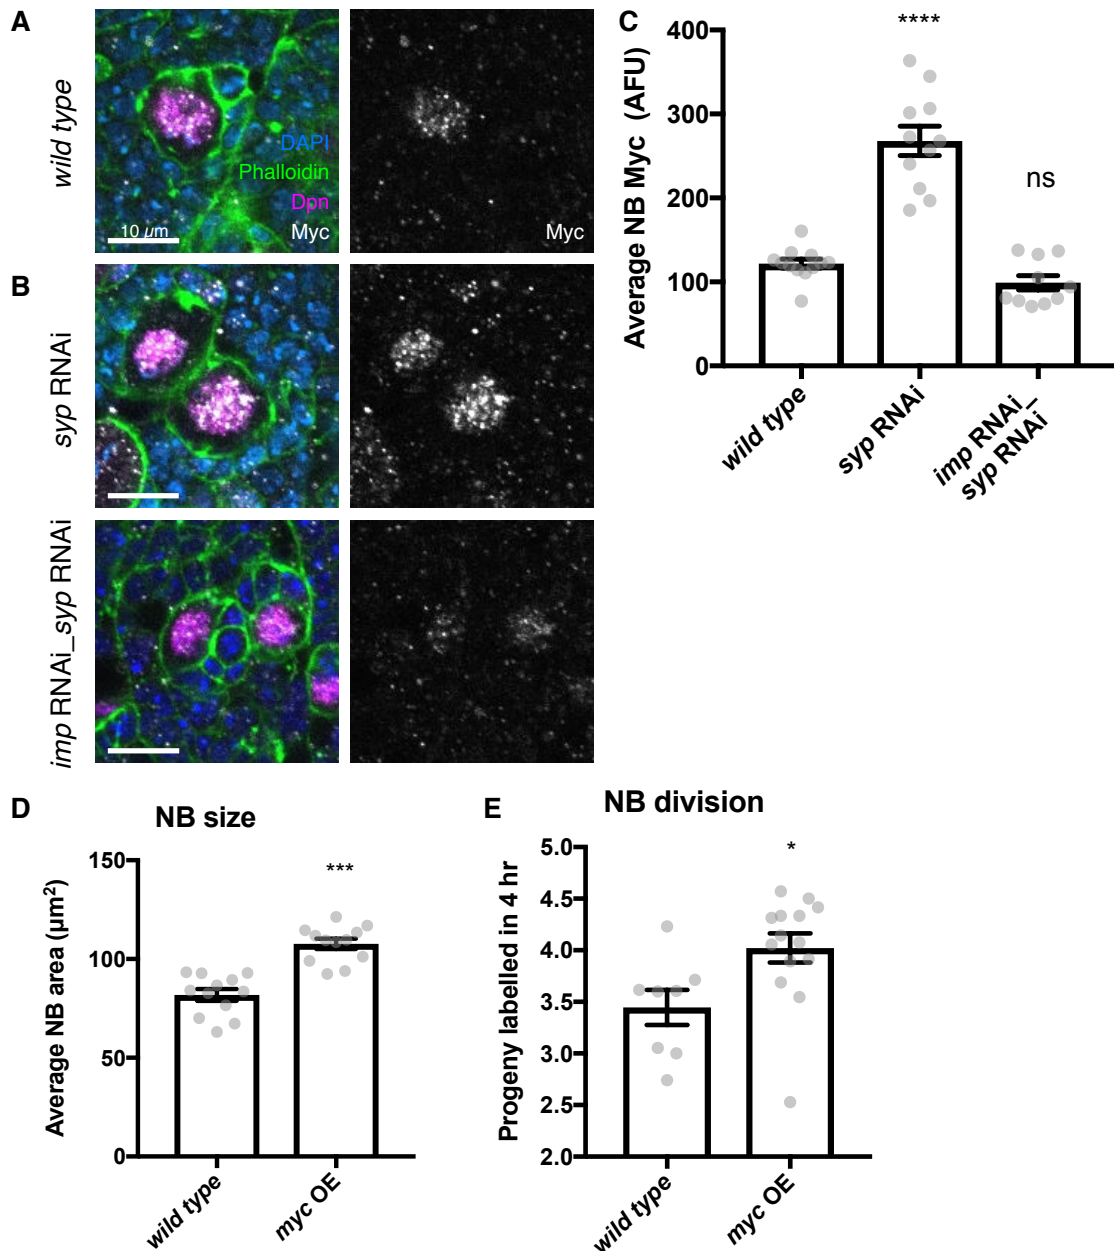 A
wild type
DAPI
Phalloidin
Dpn
10 µm
Myc
Myc
B
syp RNAi
imp RNAi_syp RNAi
C
****
ns
Average NB Myc (AFU)
400
300
200
100
0
wild type
syp RNAi
imp RNAi_
syp RNAi
D
NB size
***
Average NB area (µm²)
150
100
50
0
wild type
myc OE
E
NB division
*
Progeny labelled in 4 hr
5.0
4.5
4.0
3.5
3.0
2.5
2.0
wild type
myc OE